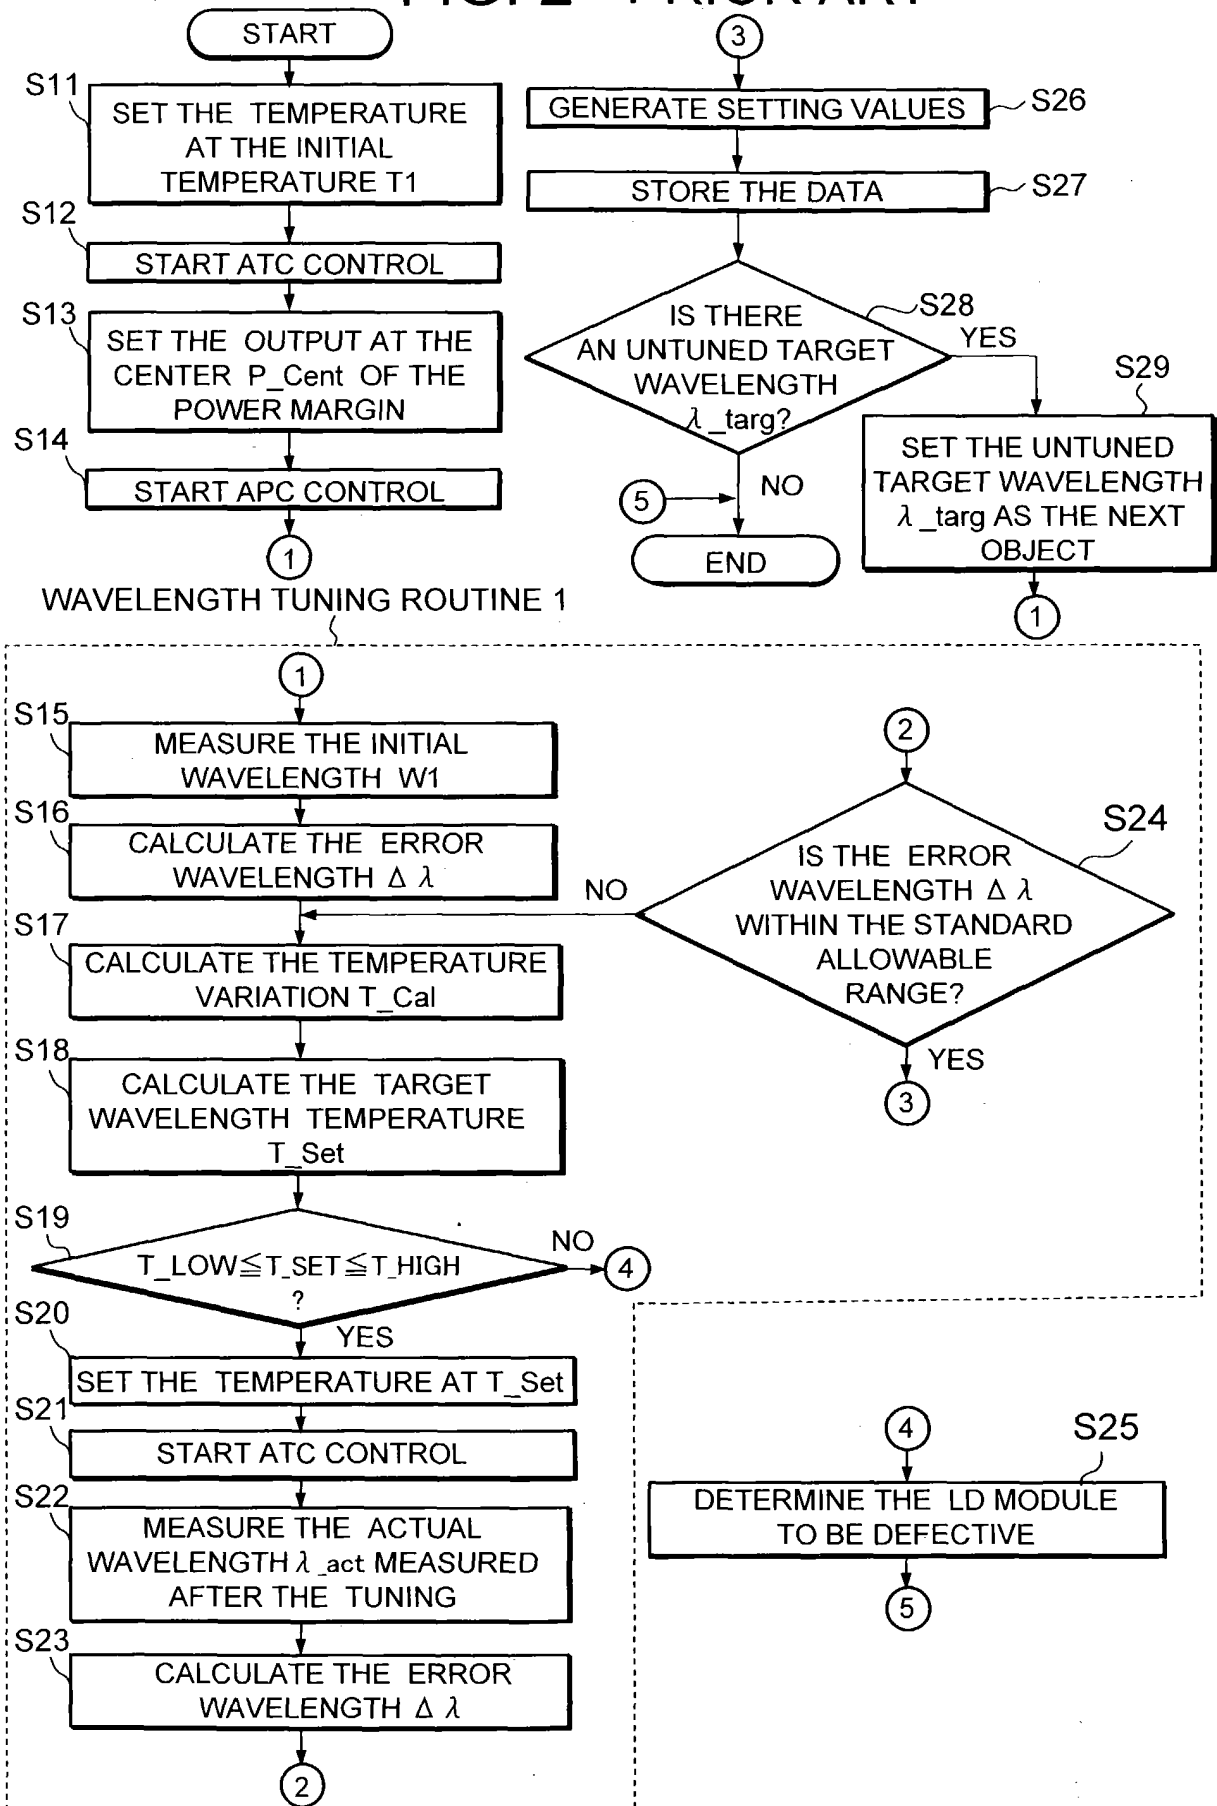 FIG. 2 PRIOR ART
START
S11
SET THE TEMPERATURE
AT THE INITIAL
TEMPERATURE T1
S12
START ATC CONTROL
S13
SET THE OUTPUT AT THE
CENTER P_Cent OF THE
POWER MARGIN
S14
START APC CONTROL
1
3
GENERATE SETTING VALUES
S26
STORE THE DATA
S27
IS THERE
AN UNTUNED TARGET
WAVELENGTH
λ_targ?
S28
YES
S29
SET THE UNTUNED
TARGET WAVELENGTH
λ_targ AS THE NEXT
OBJECT
1
NO
5
END
WAVELENGTH TUNING ROUTINE 1
1
S15
MEASURE THE INITIAL
WAVELENGTH W1
S16
CALCULATE THE ERROR
WAVELENGTH Δ λ
S17
CALCULATE THE TEMPERATURE
VARIATION T_Cal
S18
CALCULATE THE TARGET
WAVELENGTH TEMPERATURE
T_Set
S19
T_LOW≦T_SET≦T_HIGH
?
NO
4
YES
S20
SET THE TEMPERATURE AT T_Set
S21
START ATC CONTROL
S22
MEASURE THE ACTUAL
WAVELENGTH λ_act MEASURED
AFTER THE TUNING
S23
CALCULATE THE ERROR
WAVELENGTH Δ λ
2
2
S24
IS THE ERROR
WAVELENGTH Δ λ
WITHIN THE STANDARD
ALLOWABLE
RANGE?
NO
YES
3
4
S25
DETERMINE THE LD MODULE
TO BE DEFECTIVE
5